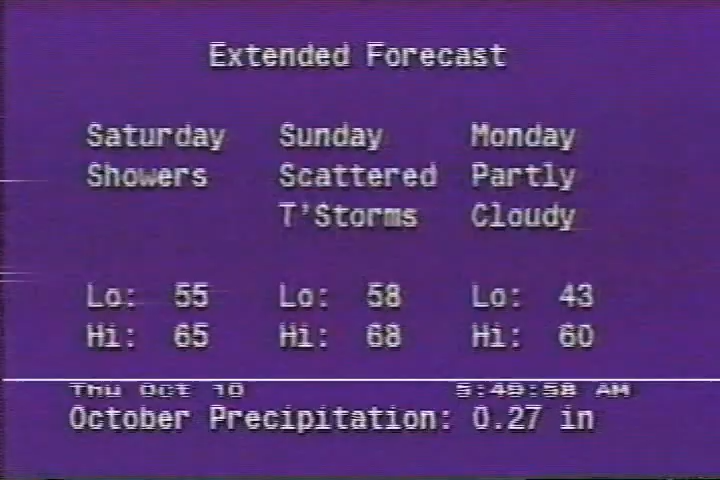 Extended Forecast
Saturday Sunday Monday
Showers Scattered Partly
T'Storms Cloudy
Lo: 55 Lo: 58 Lo: 43
Hi: 65 Hi: 68 Hi: 60
Thu Oct 10 5:49:58 AM
October Precipitation: 0.27 in